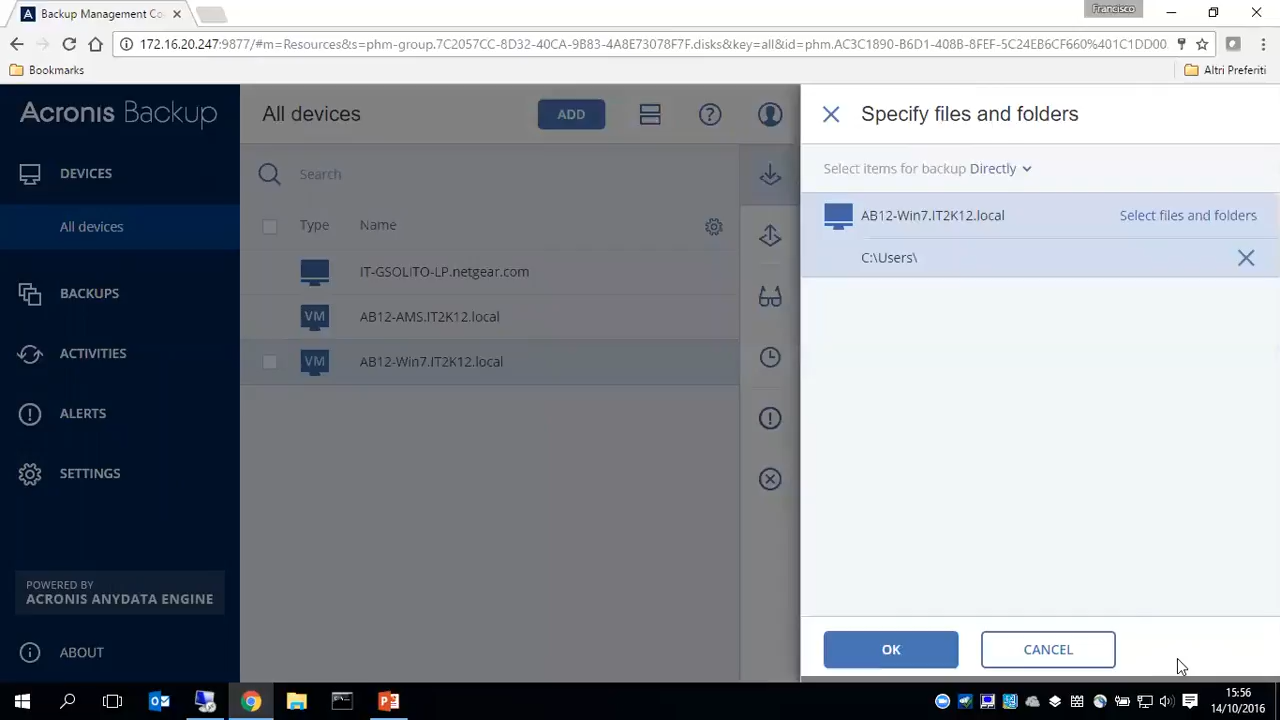 Backup Management Co
Francisco
172.16.20.247:9877/#m=Resources&s=phm-group.7C2057CC-8D32-40CA-9B83-4A8E73078F7F.disks&key=all&id=phm.AC3C1890-B6D1-408B-8FEF-5C24EB6CF660%401C1DD00
Bookmarks
Altri Preferiti
Acronis Backup
DEVICES
All devices
BACKUPS
ACTIVITIES
ALERTS
SETTINGS
POWERED BY
ACRONIS ANYDATA ENGINE
ABOUT
All devices
ADD
Search
Type Name
IT-GSOLITO-LP.netgear.com
VM AB12-AMS.IT2K12.local
VM AB12-Win7.IT2K12.local
Specify files and folders
Select items for backup Directly
AB12-Win7.IT2K12.local Select files and folders
C:\Users\
OK
CANCEL
15:56
14/10/2016